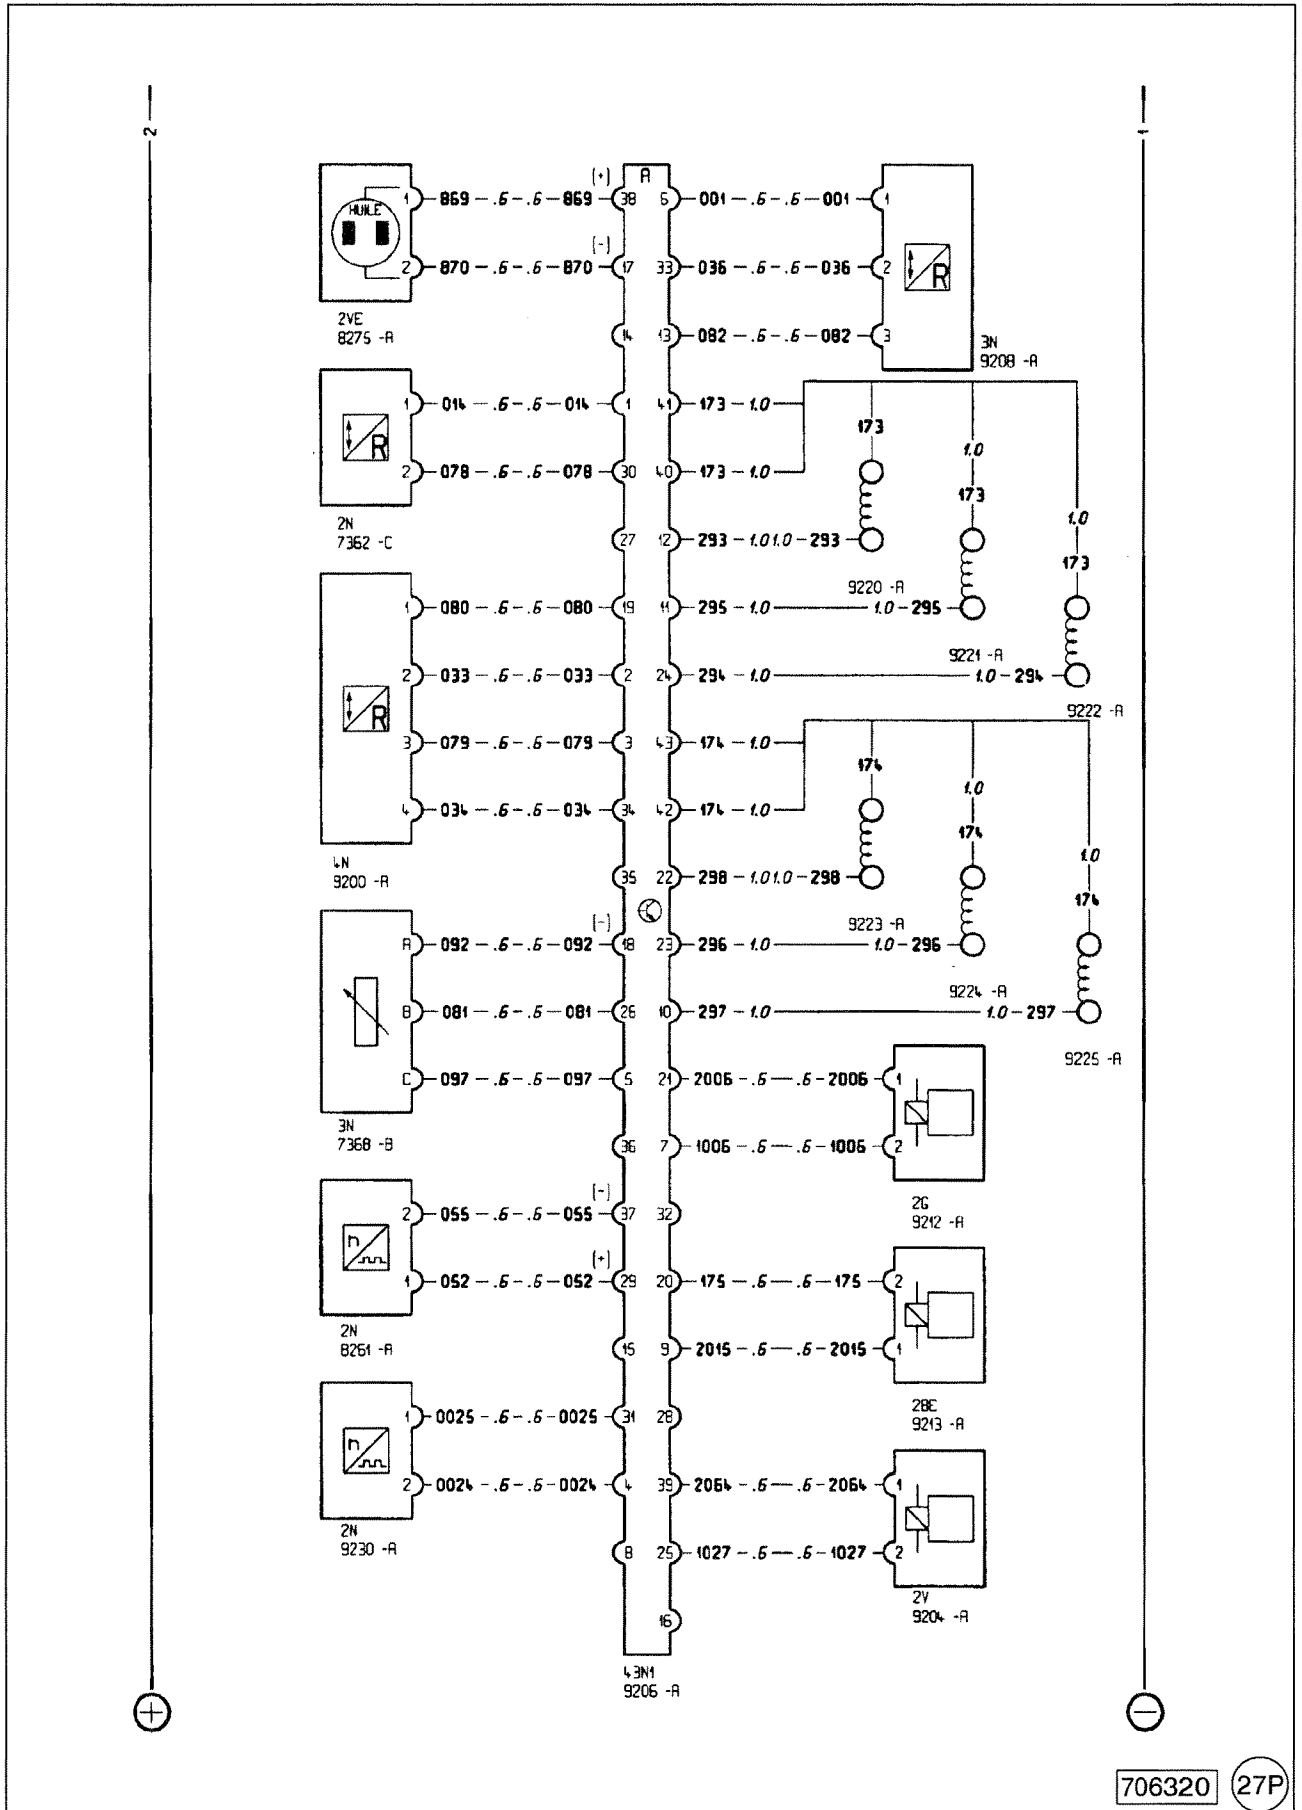 2
1
(+) A
1 869 - .6 - .6 - 869 38 6 001 - .6 - .6 - 001 1
HUILE
(-)
2 870 - .6 - .6 - 870 17 33 036 - .6 - .6 - 036 2
R
2VE
8275 -A
14 13 082 - .6 - .6 - 082 3
3N
9208 -A
1 014 - .6 - .6 - 014 1 41 173 - 1.0
R
173
1.0
2 078 - .6 - .6 - 078 30 40 173 - 1.0
173
1.0
2N
7362 -C
27 12 293 - 1.0 1.0 - 293
173
9220 -A
1 080 - .6 - .6 - 080 19 11 295 - 1.0 1.0 - 295
9221 -A
2 033 - .6 - .6 - 033 2 24 294 - 1.0 1.0 - 294
R
9222 -A
3 079 - .6 - .6 - 079 3 43 174 - 1.0
174
1.0
4 034 - .6 - .6 - 034 34 42 174 - 1.0
174
1.0
4N
9200 -A
35 22 298 - 1.0 1.0 - 298
174
9223 -A
(-)
A 092 - .6 - .6 - 092 18 23 296 - 1.0 1.0 - 296
9224 -A
B 081 - .6 - .6 - 081 26 10 297 - 1.0 1.0 - 297
9225 -A
C 097 - .6 - .6 - 097 5 21 2006 - .6 - .6 - 2006 1
3N
7368 -B
36 7 1006 - .6 - .6 - 1006 2
(-)
2G
9212 -A
2 055 - .6 - .6 - 055 37 32
n
(+)
1 052 - .6 - .6 - 052 29 20 175 - .6 - .6 - 175 2
2N
8261 -A
15 9 2015 - .6 - .6 - 2015 1
2BE
9213 -A
1 0025 - .6 - .6 - 0025 31 28
n
2 0024 - .6 - .6 - 0024 4 39 2064 - .6 - .6 - 2064 1
2N
9230 -A
8 25 1027 - .6 - .6 - 1027 2
2V
9204 -A
16
43N1
9206 -A
+
−
706320 27P